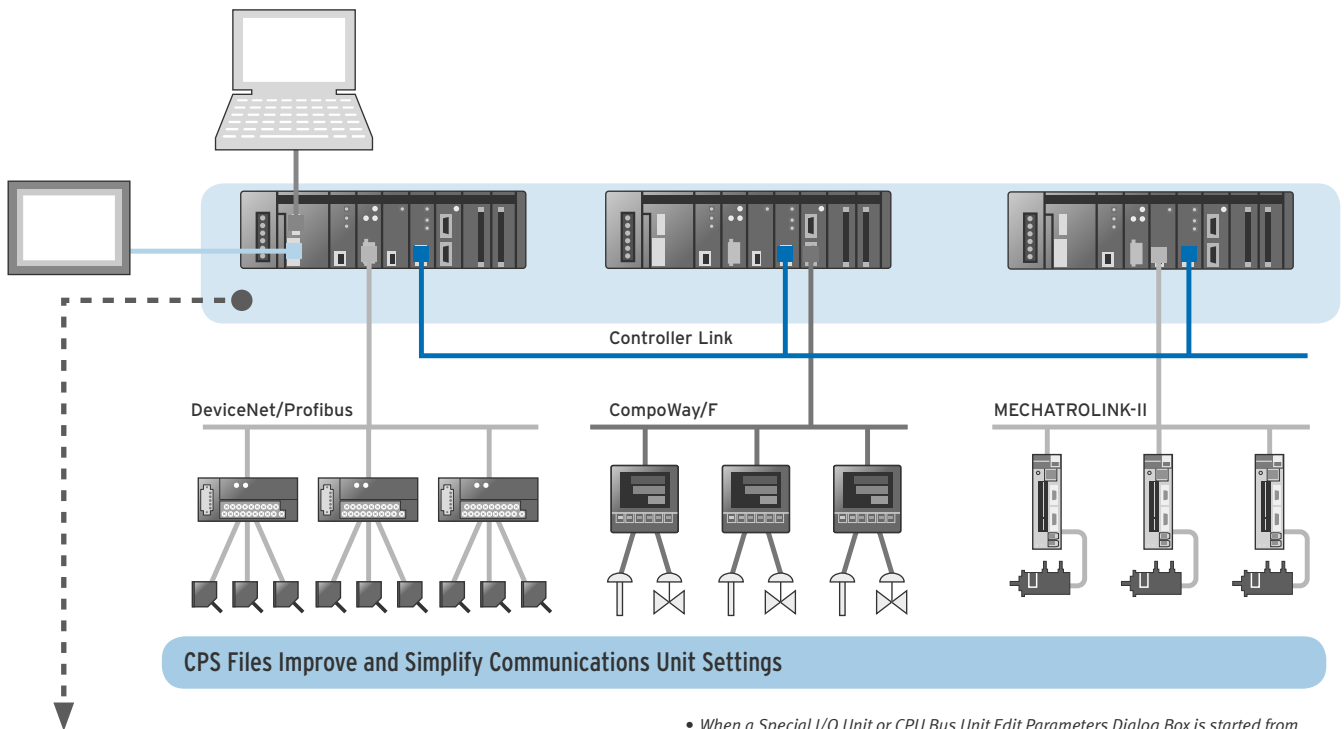 Controller Link
DeviceNet/Profibus
CompoWay/F
MECHATROLINK-II
CPS Files Improve and Simplify Communications Unit Settings
• When a Special I/O Unit or CPU Bus Unit Edit Parameters Dialog Box is started from